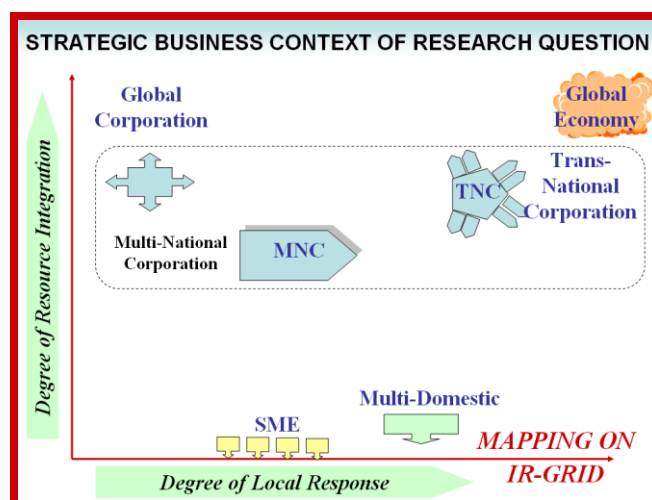 STRATEGIC BUSINESS CONTEXT OF RESEARCH QUESTION
Global
Corporation
Global
Economy
Trans-
National
Corporation
TNC
Multi-National
Corporation
MNC
Degree of Resource Integration
SME
Multi-Domestic
MAPPING ON
IR-GRID
Degree of Local Response